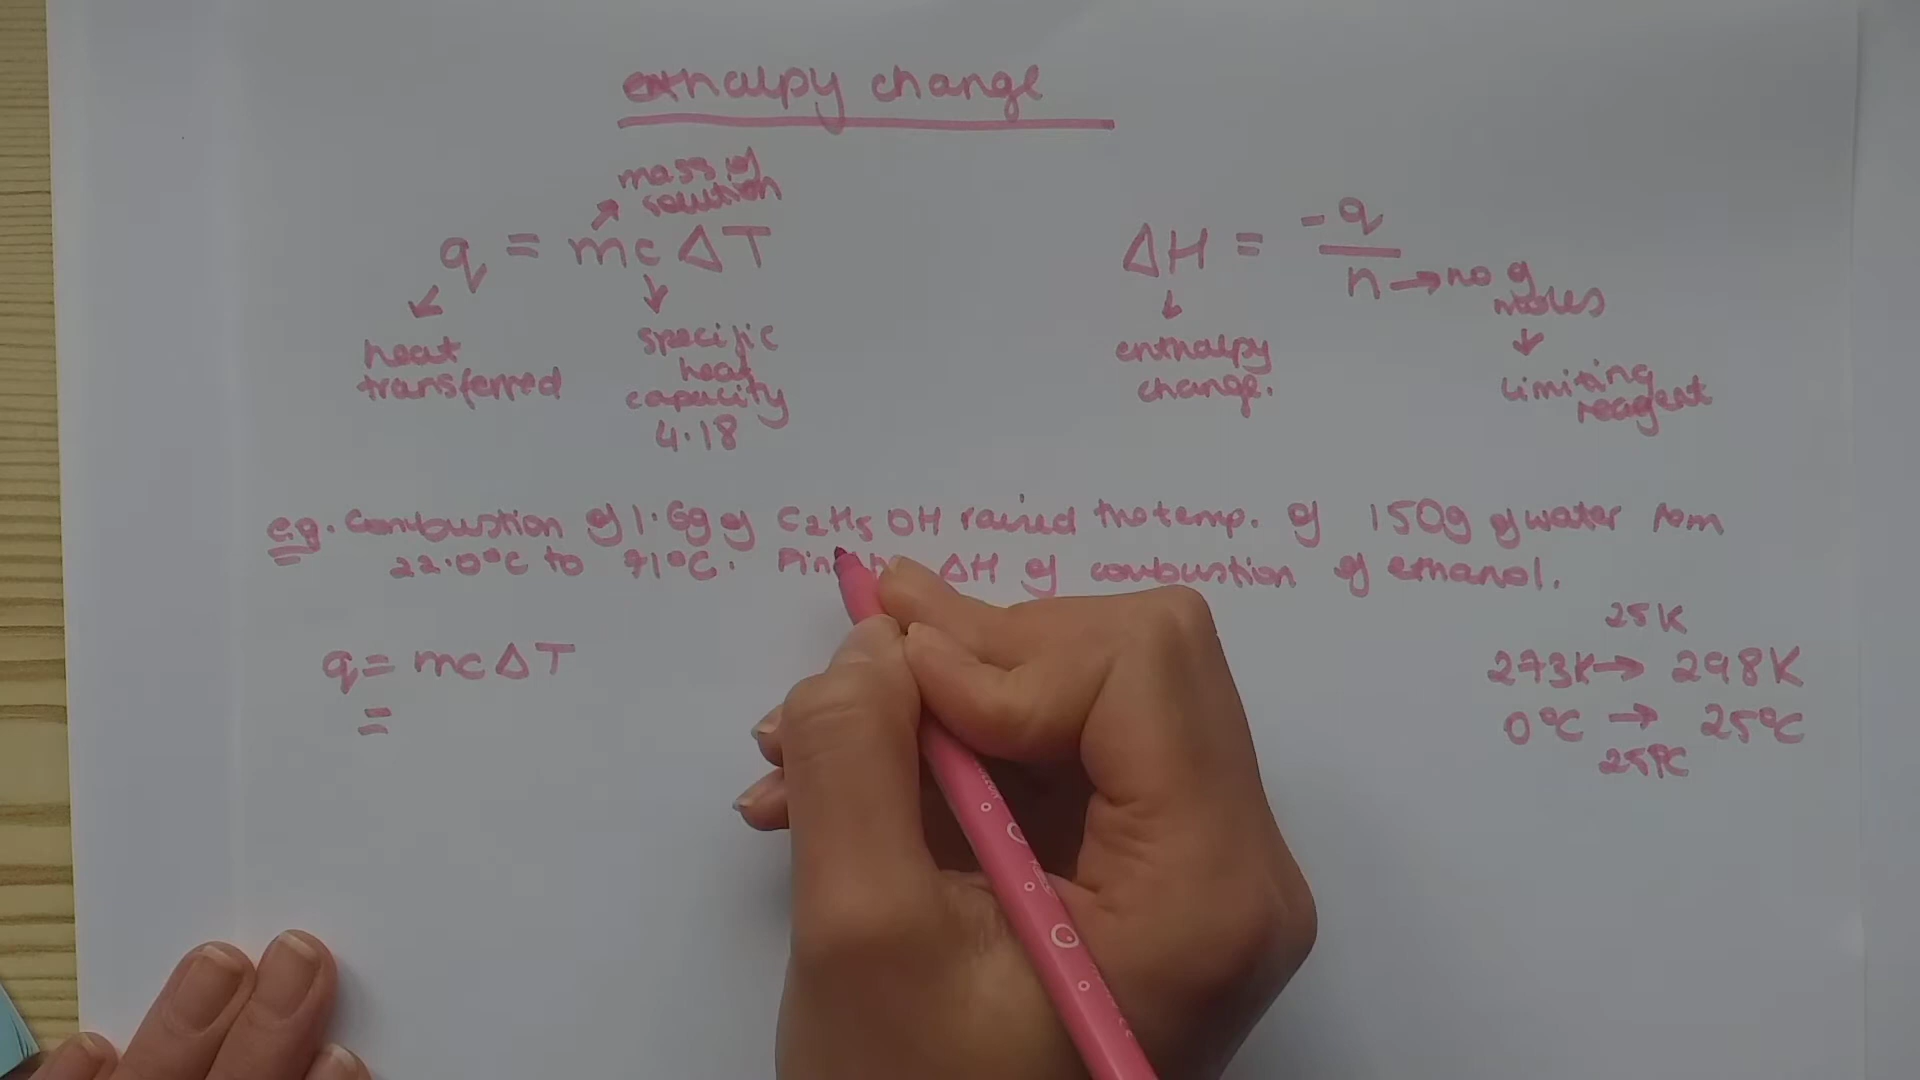 enthalpy change
mass of
solution
q = mcΔT
heat
transferred
specific
heat
capacity
4.18
ΔH = -q
n → no of
moles
limiting
reagent
enthalpy
change.
e.g. Combustion of 1.6g of C2H5OH raised the temp. of 150g of water from
22.0°C to 71°C. ΔH of combustion of ethanol.
q = mcΔT
=
25K
273K → 298K
0°C → 25°C
25°C